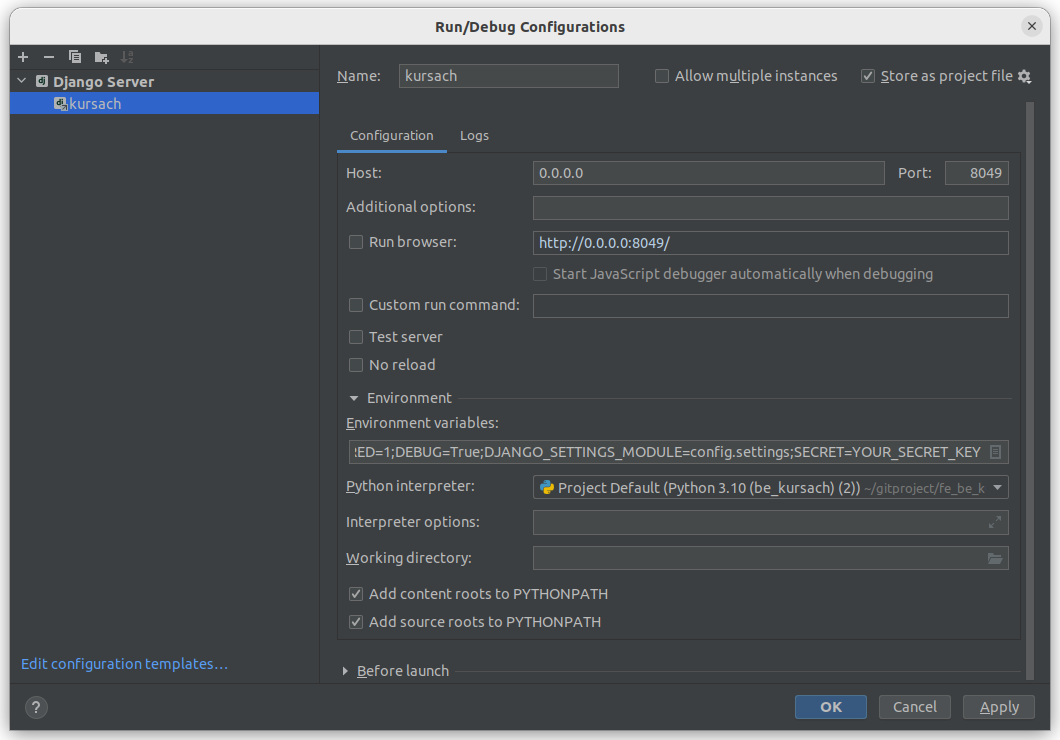 Run/Debug Configurations
Django Server
kursach
Name: kursach Allow multiple instances Store as project file
Configuration Logs
Host: 0.0.0.0 Port: 8049
Additional options:
Run browser: http://0.0.0.0:8049/
Start JavaScript debugger automatically when debugging
Custom run command:
Test server
No reload
Environment
Environment variables:
RED=1;DEBUG=True;DJANGO_SETTINGS_MODULE=config.settings;SECRET=YOUR_SECRET_KEY
Python interpreter: Project Default (Python 3.10 (be_kursach) (2)) ~/gitproject/fe_be_k
Interpreter options:
Working directory:
Add content roots to PYTHONPATH
Add source roots to PYTHONPATH
Edit configuration templates...
Before launch
? OK Cancel Apply